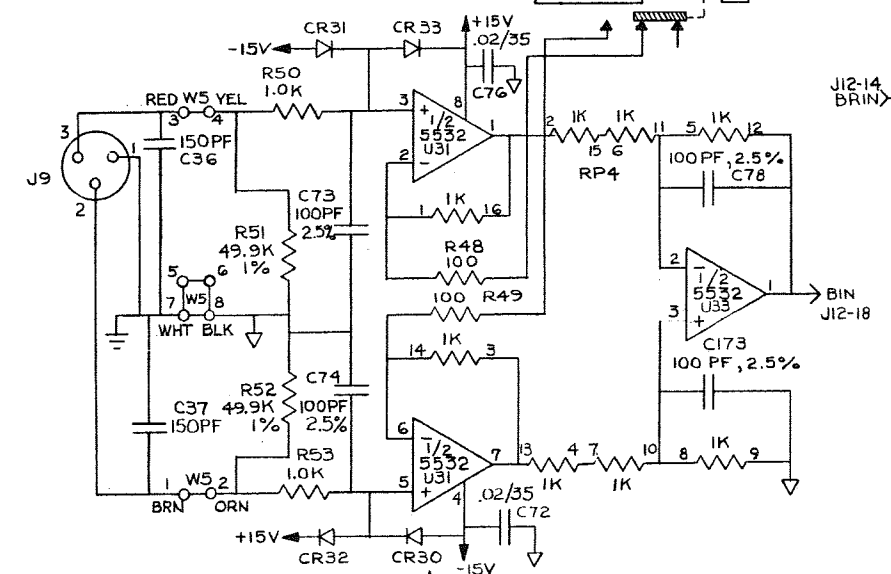 CR31
CR33
+15V
.02/35
-15V
C76
R50
1.0K
J12-14
BRIN
RED W5 YEL
3 4
3
1
2
J9
150PF
C36
3
+
8
1/2
5532
U31
1
2
-
1K
1K
2
15 6
11
RP4
5
1K
12
100PF, 2.5%
C78
1
1K
16
C73
100PF
2.5%
R51
49.9K
1%
R48
100
100
R49
5 6
W5
7 8
WHT BLK
2
-
1/2
5532
U33
3
+
1
BIN
J12-18
14
1K
3
C173
100 PF, 2.5%
C74
100PF
2.5%
R52
49.9K
1%
C37
150PF
6
-
1/2
5532
U31
5
+
4
7
13
1K
4
7
1K
10
8
1K
9
R53
1.0K
1 W5 2
BRN ORN
.02/35
C72
+15V
CR32
CR30
-15V